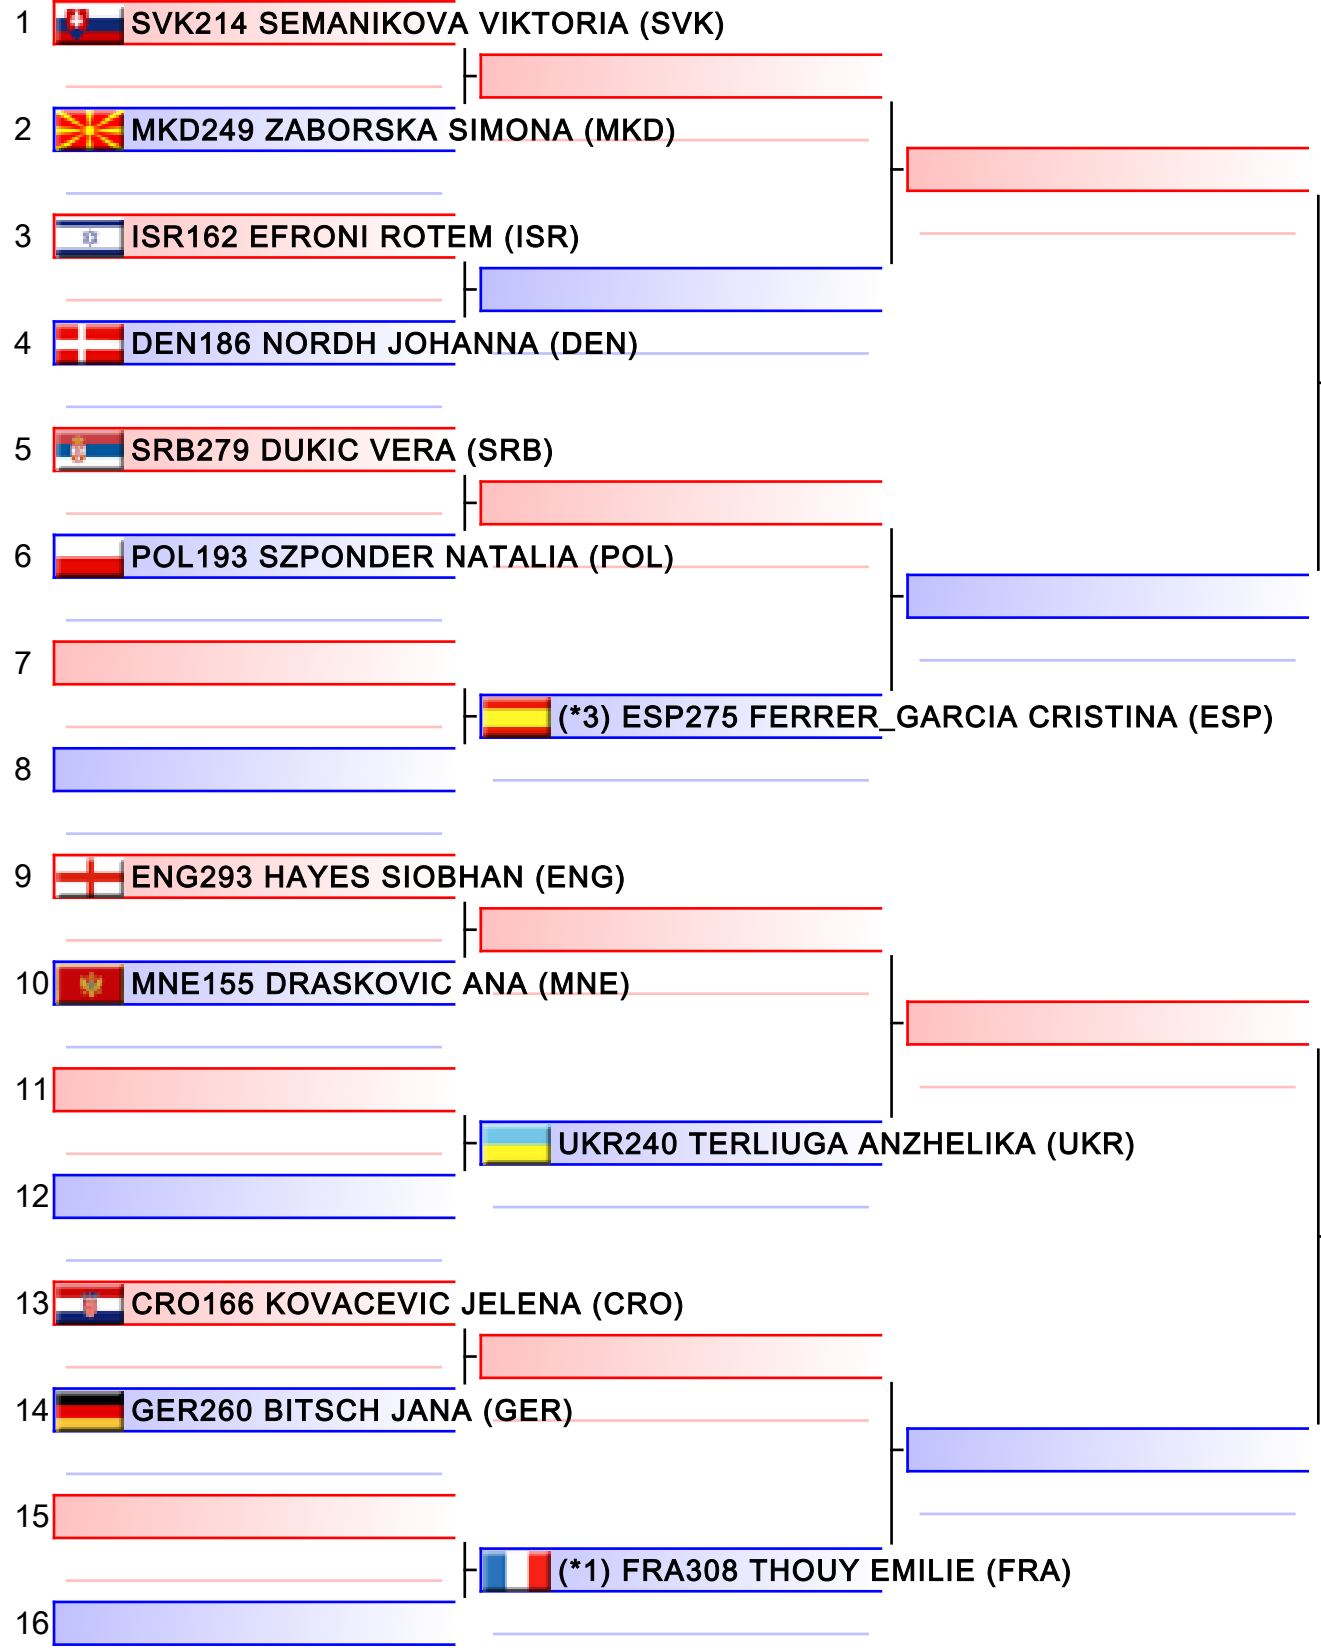 1 SVK214 SEMANIKOVA VIKTORIA (SVK)
2 MKD249 ZABORSKA SIMONA (MKD)
3 ISR162 EFRONI ROTEM (ISR)
4 DEN186 NORDH JOHANNA (DEN)
5 SRB279 DUKIC VERA (SRB)
6 POL193 SZPONDER NATALIA (POL)
7
(*3) ESP275 FERRER_GARCIA CRISTINA (ESP)
8
9 ENG293 HAYES SIOBHAN (ENG)
10 MNE155 DRASKOVIC ANA (MNE)
11
UKR240 TERLIUGA ANZHELIKA (UKR)
12
13 CRO166 KOVACEVIC JELENA (CRO)
14 GER260 BITSCH JANA (GER)
15
(*1) FRA308 THOUY EMILIE (FRA)
16